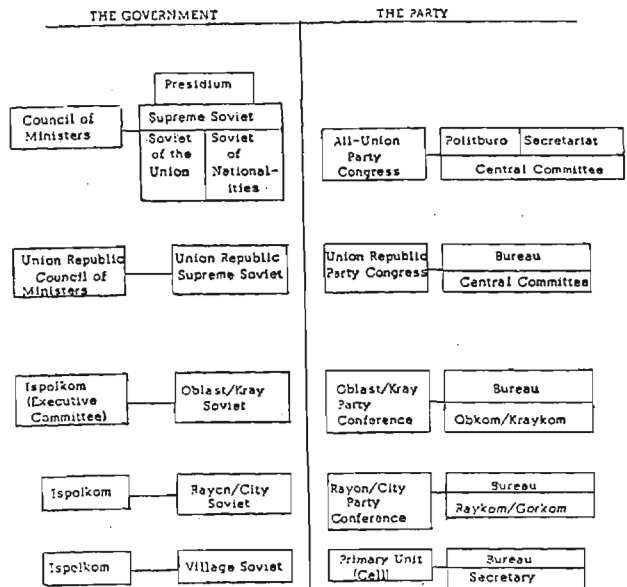 THE GOVERNMENT
THE PARTY
Presidium
Council of
Ministers
Supreme Soviet
Soviet
of the
Union
Soviet
of
National-
ities
All-Union
Party
Congress
Politburo
Secretariat
Central Committee
Union Republic
Council of
Ministers
Union Republic
Supreme Soviet
Union Republic
Party Congress
Bureau
Central Committee
Ispolkom
(Executive
Committee)
Oblast/Kray
Soviet
Oblast/Kray
Party
Conference
Bureau
Obkom/Kraykom
Ispolkom
Rayon/City
Soviet
Rayon/City
Party
Conference
Bureau
Raykom/Gorkom
Ispolkom
Village Soviet
Primary Unit
(Cell)
Bureau
Secretary